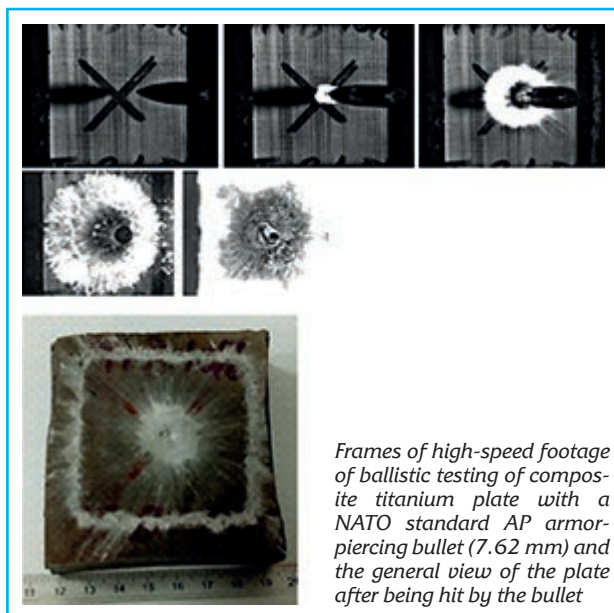 11 12 13 14 15 16 17 18 19 20
Frames of high-speed footage
of ballistic testing of compos-
ite titanium plate with a
NATO standard AP armor-
piercing bullet (7.62 mm) and
the general view of the plate
after being hit by the bullet